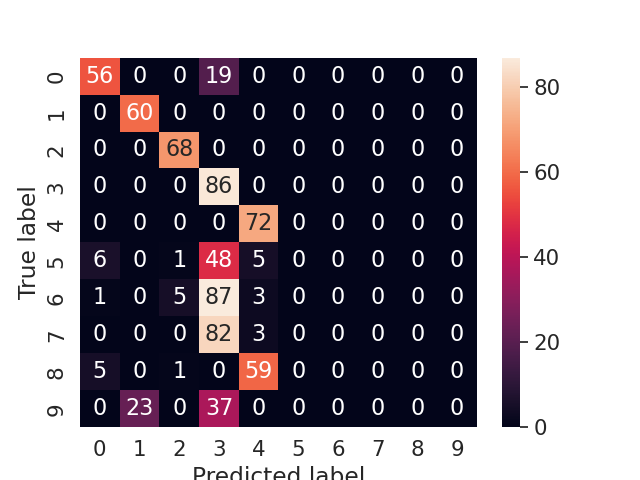 0 56 0 0 19 0 0 0 0 0 0
1 0 60 0 0 0 0 0 0 0 0
2 0 0 68 0 0 0 0 0 0 0
3 0 0 0 86 0 0 0 0 0 0
4 0 0 0 0 72 0 0 0 0 0
5 6 0 1 48 5 0 0 0 0 0
6 1 0 5 87 3 0 0 0 0 0
7 0 0 0 82 3 0 0 0 0 0
8 5 0 1 0 59 0 0 0 0 0
9 0 23 0 37 0 0 0 0 0 0
0 1 2 3 4 5 6 7 8 9
Predicted label
True label
80
60
40
20
0